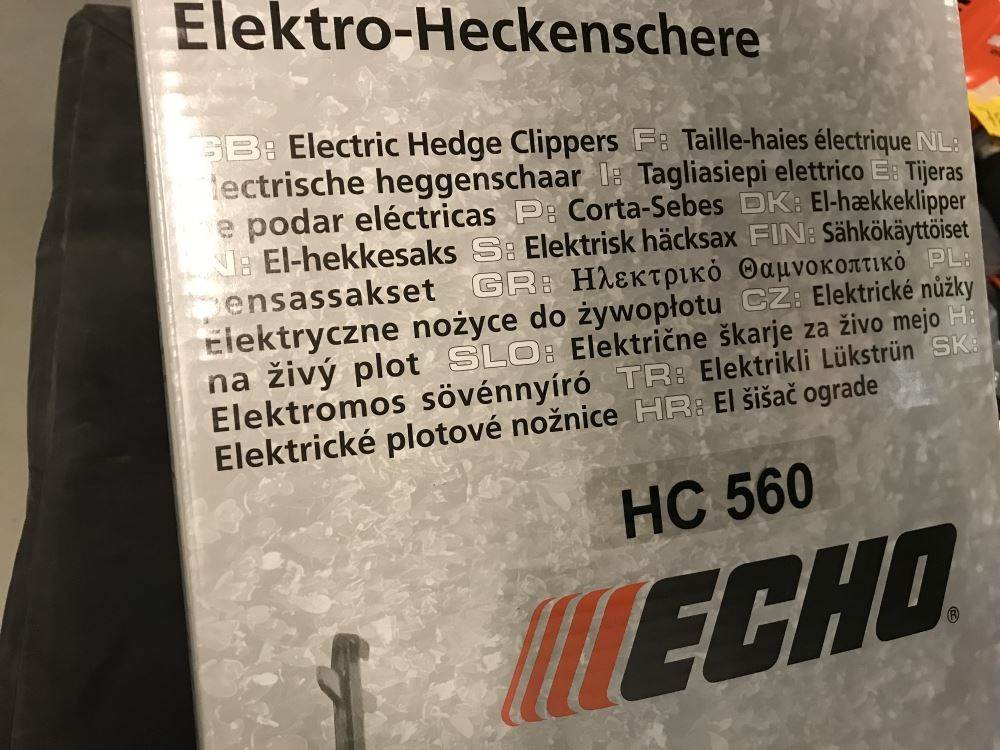 Elektro-Heckenschere
GB: Electric Hedge Clippers F: Taille-haies électrique NL:
lectrische heggenschaar I: Tagliasiepi elettrico E: Tijeras
e podar eléctricas P: Corta-Sebes DK: El-hækkeklipper
N: El-hekkesaks S: Elektrisk häcksax FIN: Sähkökäyttöiset
pensassakset GR: Ηλεκτρικό Θαμνοκοπτικό PL:
Elektryczne nożyce do żywopłotu CZ: Elektrické nůžky
na živý plot SLO: Električne škarje za živo mejo H:
Elektromos sövénnyíró TR: Elektrikli Lükstrün SK:
Elektrické plotové nožnice HR: El šišač ograde
HC 560
ECHO®